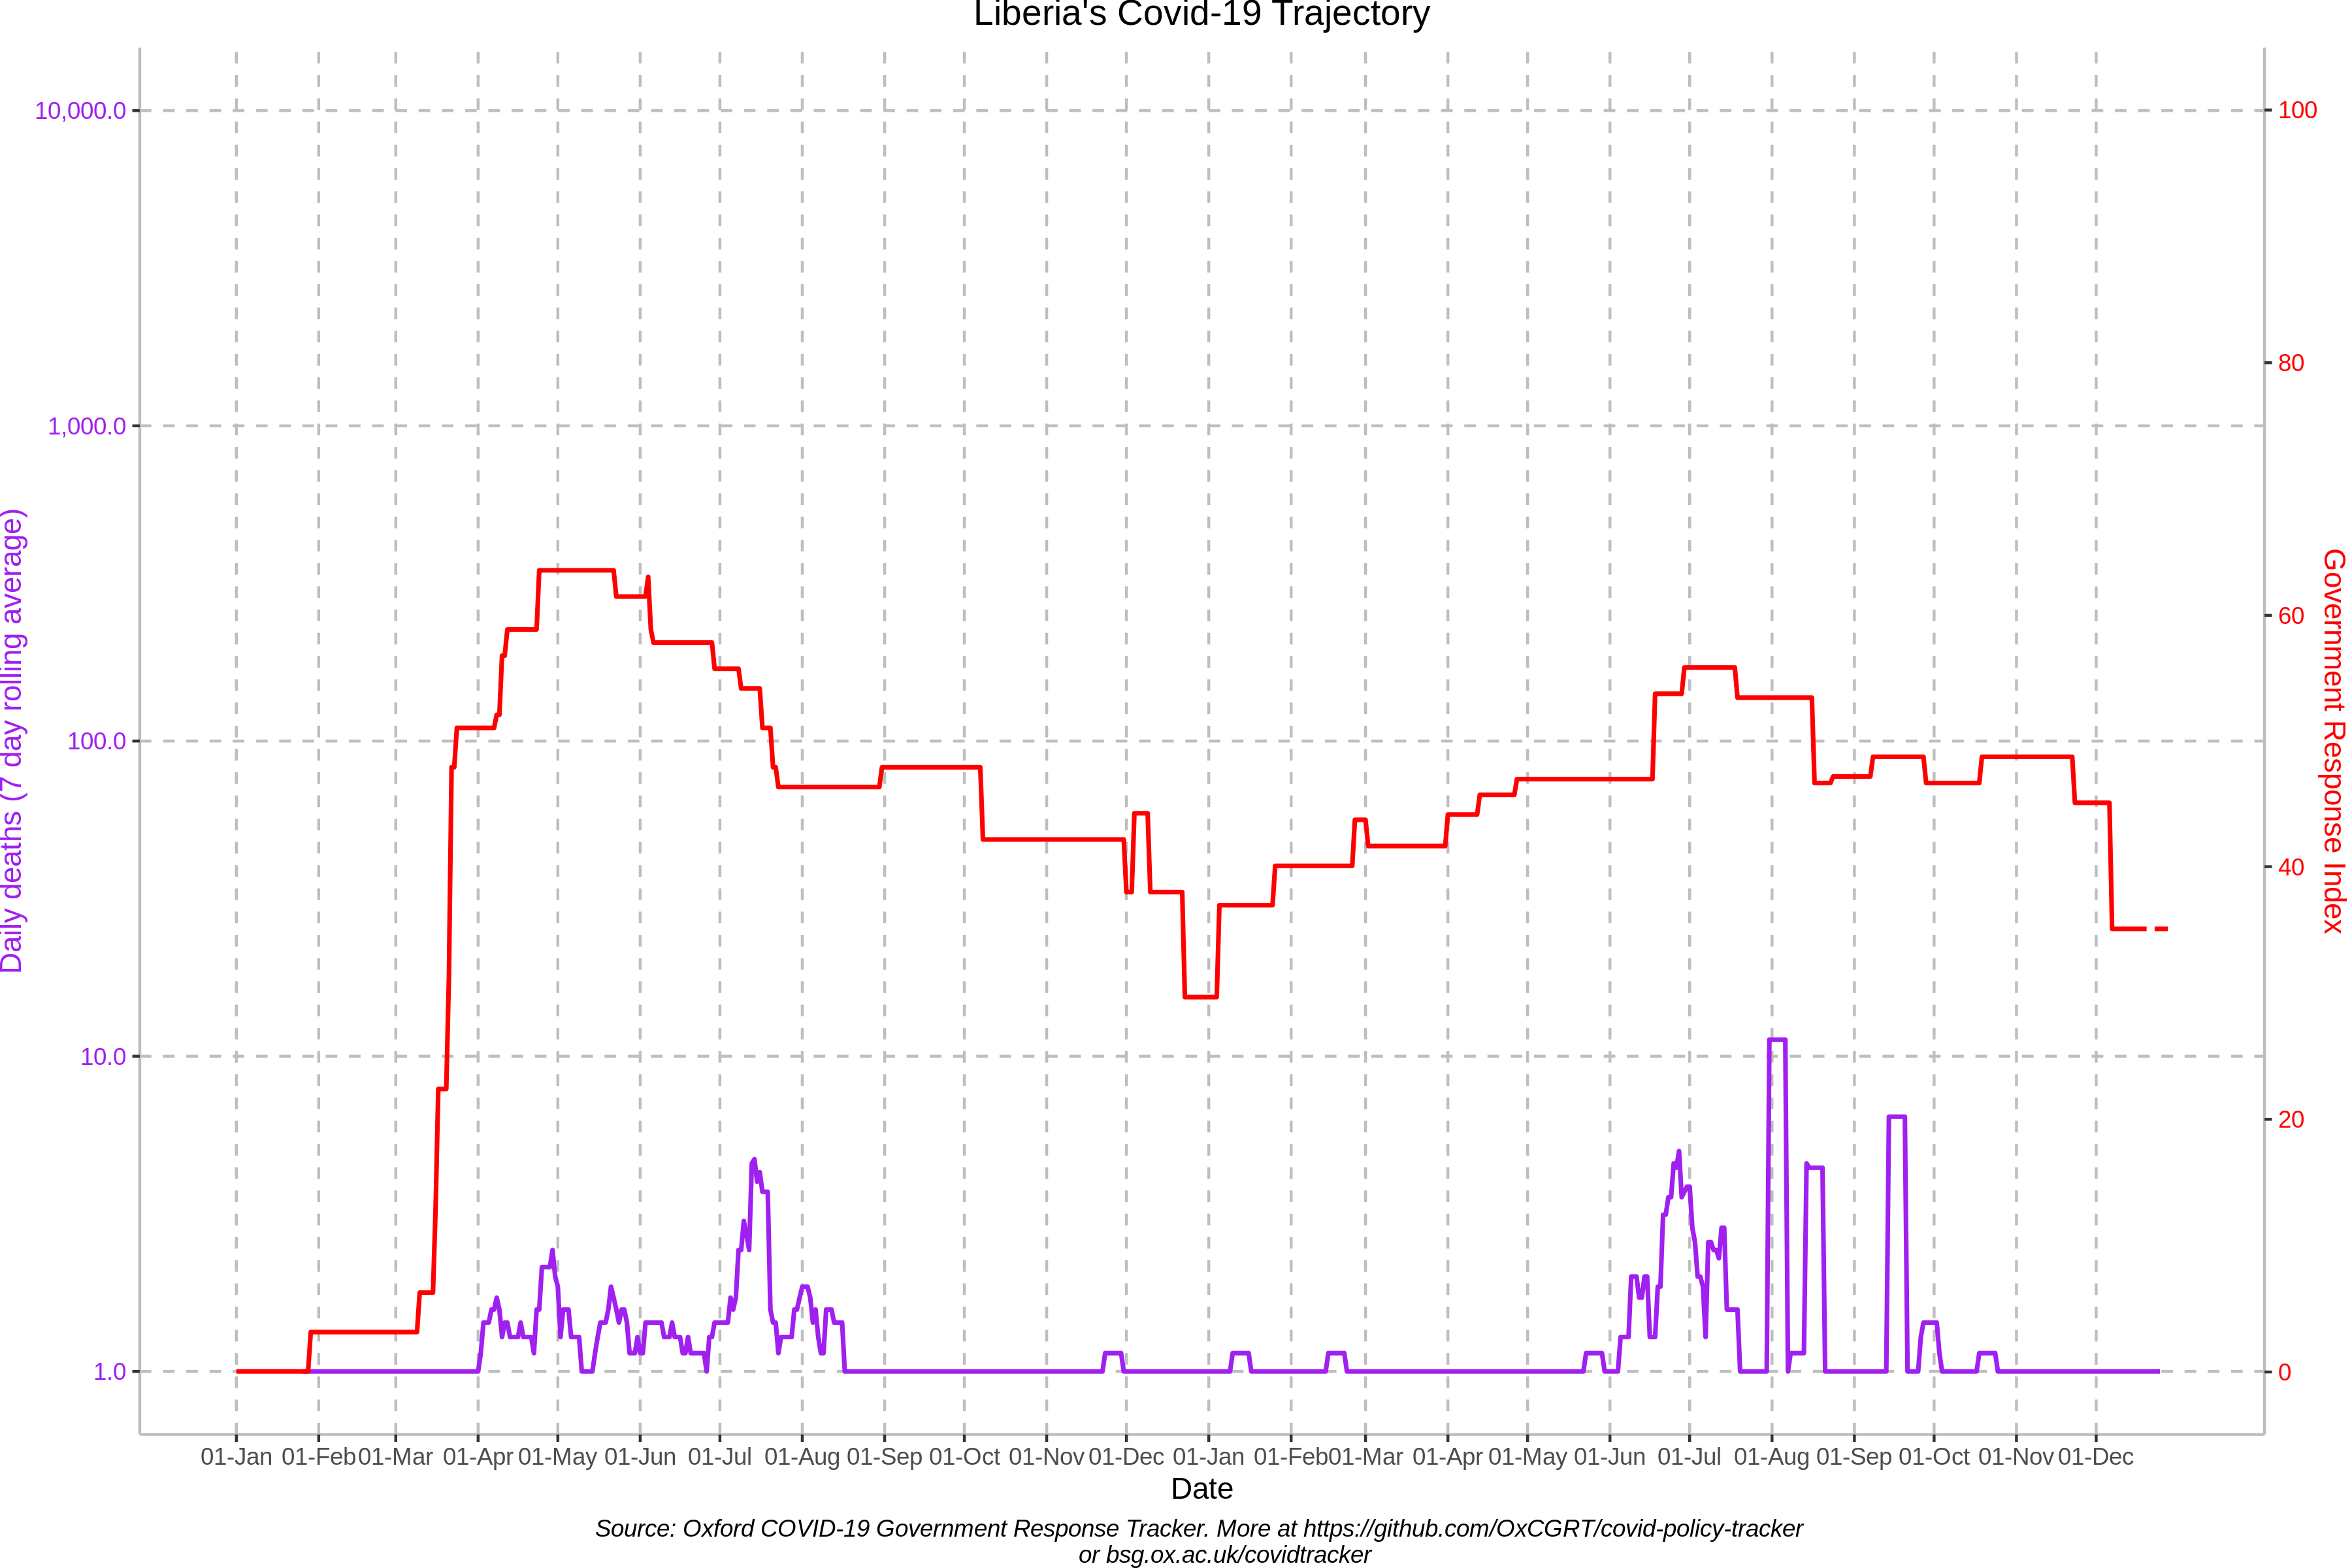 Liberia's Covid-19 Trajectory
10,000.0
1,000.0
100.0
10.0
1.0
Daily deaths (7 day rolling average)
100
80
60
40
20
0
Government Response Index
01-Jan 01-Feb 01-Mar 01-Apr 01-May 01-Jun 01-Jul 01-Aug 01-Sep 01-Oct 01-Nov 01-Dec 01-Jan 01-Feb 01-Mar 01-Apr 01-May 01-Jun 01-Jul 01-Aug 01-Sep 01-Oct 01-Nov 01-Dec
Date
Source: Oxford COVID-19 Government Response Tracker. More at https://github.com/OxCGRT/covid-policy-tracker
or bsg.ox.ac.uk/covidtracker